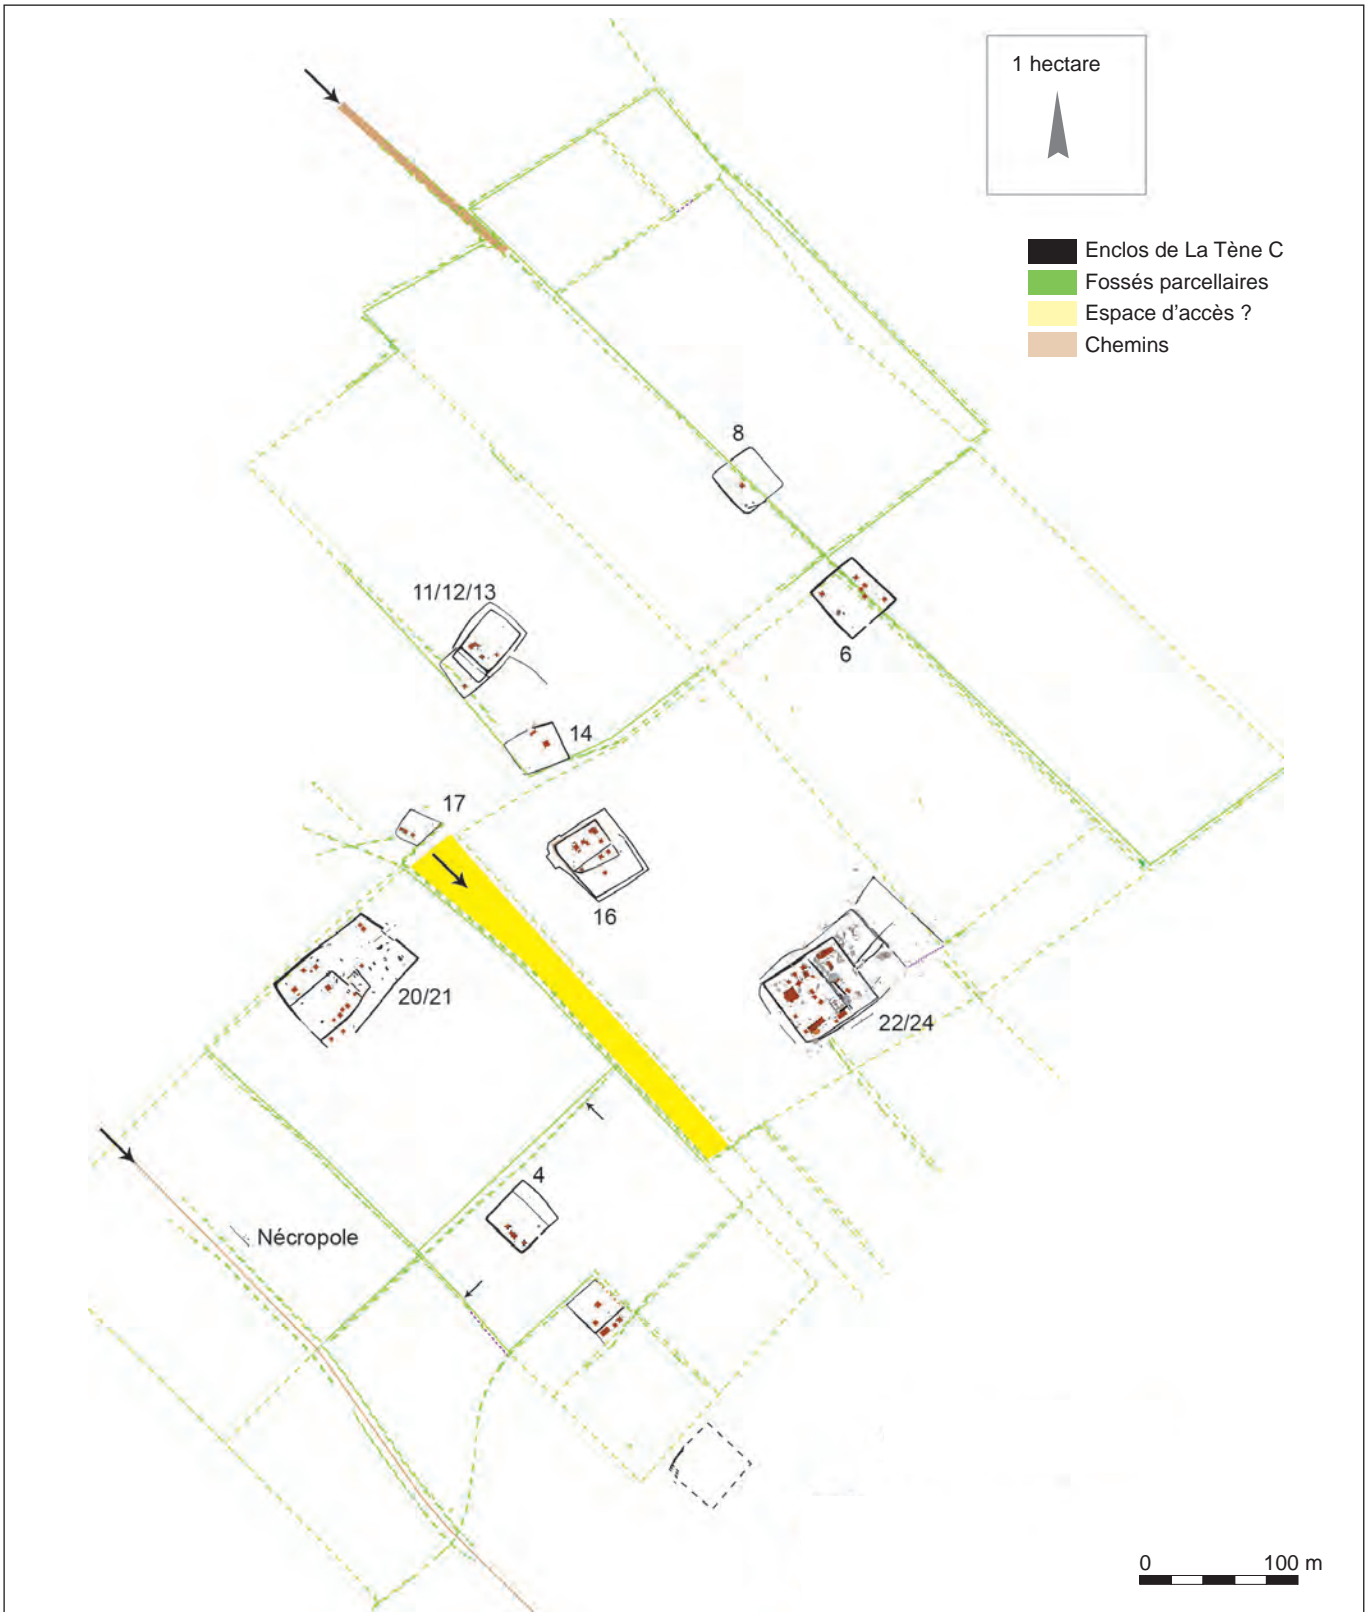 1 hectare
Enclos de La Tène C
Fossés parcellaires
Espace d'accès ?
Chemins
8
11/12/13
6
14
17
16
20/21
22/24
4
Nécropole
0 100 m